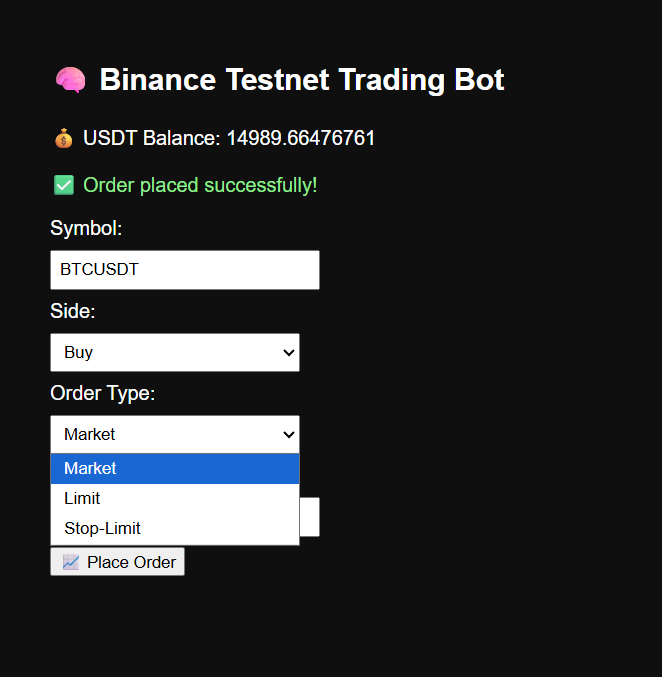 🧠 Binance Testnet Trading Bot
💰 USDT Balance: 14989.66476761
✅ Order placed successfully!
Symbol:
BTCUSDT
Side:
Buy
Order Type:
Market
Market
Limit
Stop-Limit
📈 Place Order